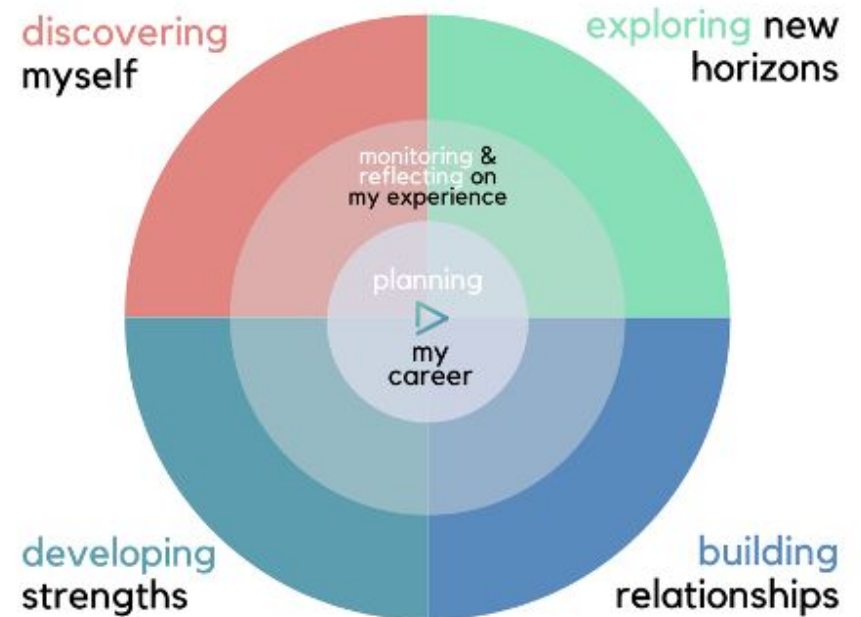 discovering
myself
exploring new
horizons
monitoring &
reflecting on
my experience
planning
my
career
developing
strengths
building
relationships